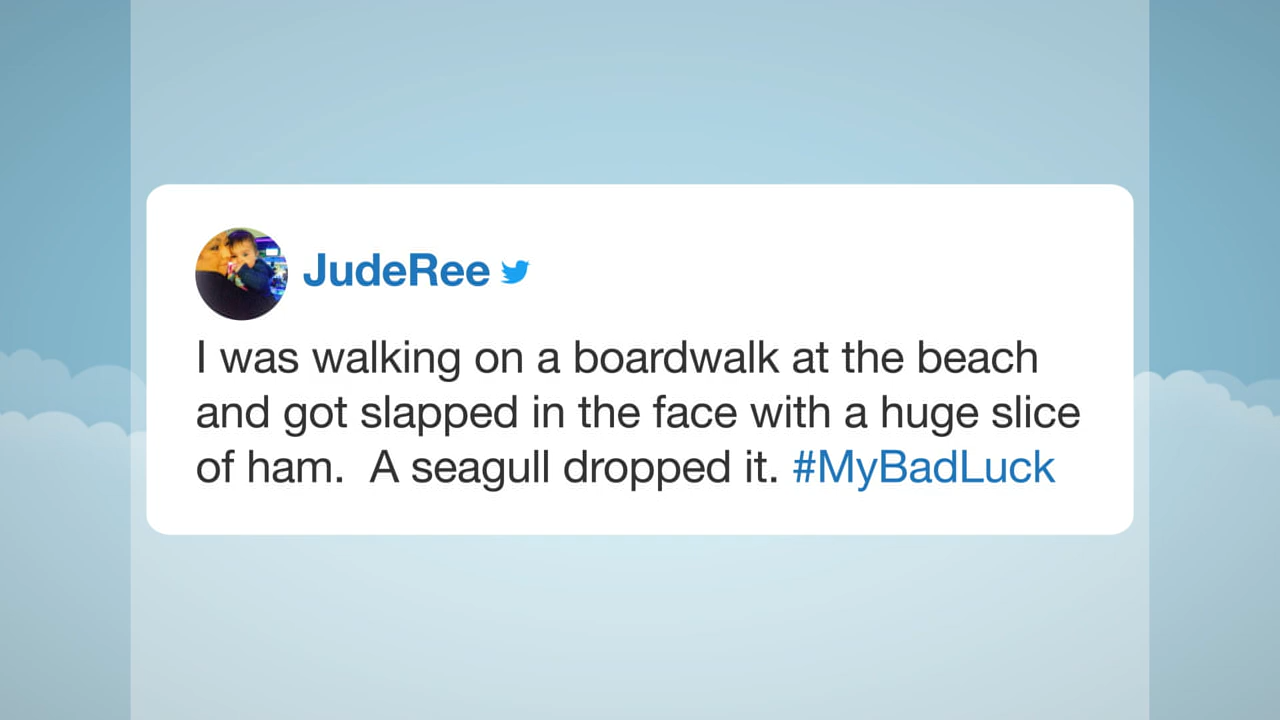 JudeRee
I was walking on a boardwalk at the beach
and got slapped in the face with a huge slice
of ham.  A seagull dropped it. #MyBadLuck